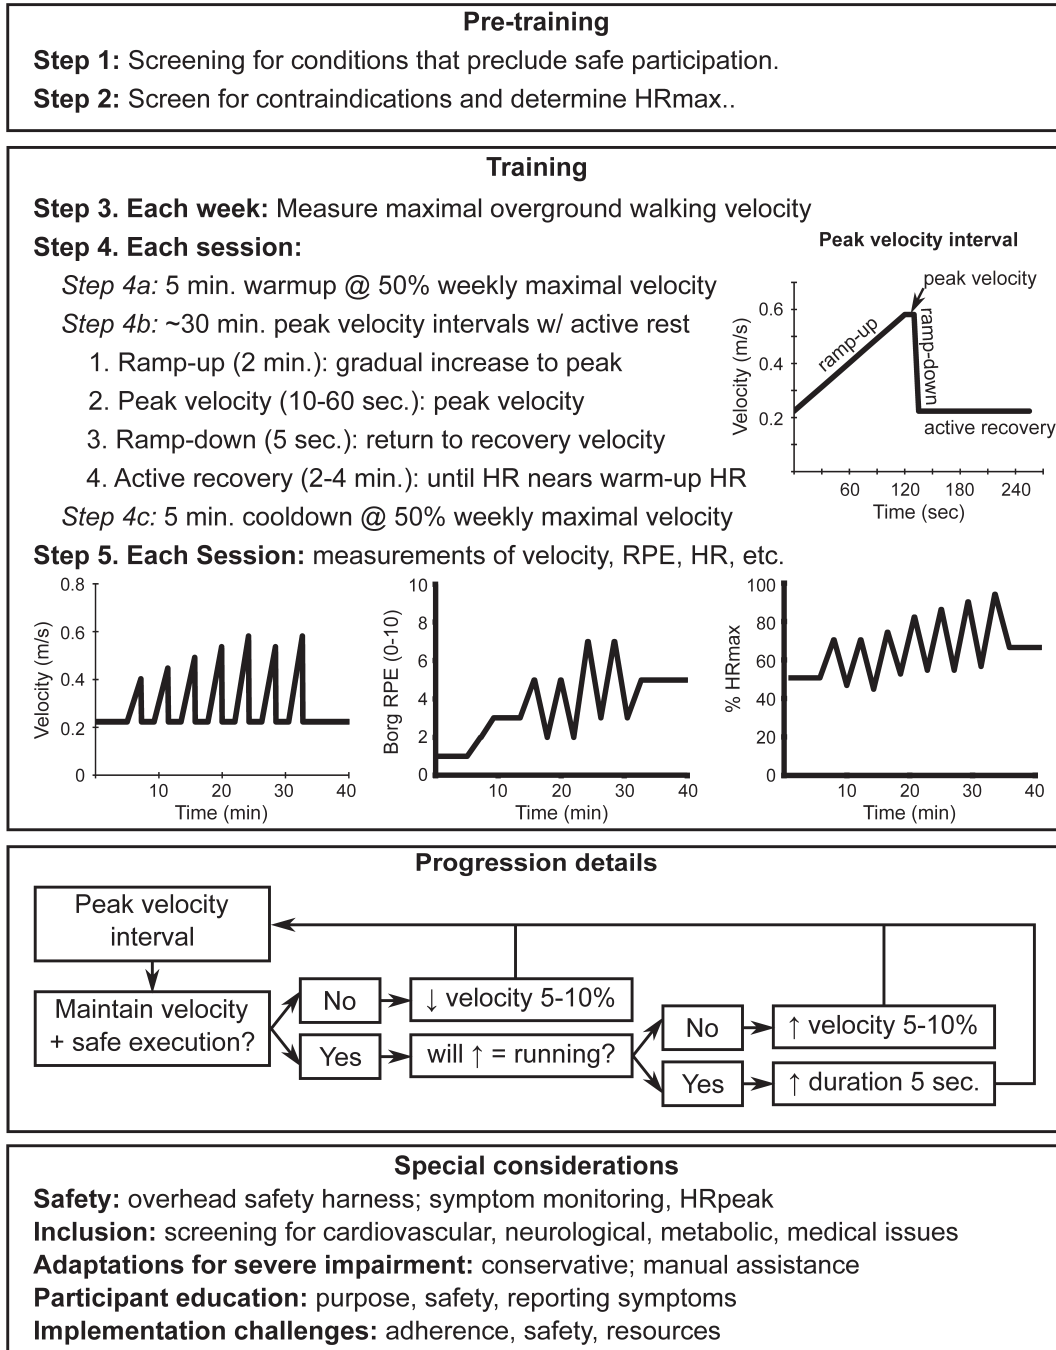 Pre-training
Step 1: Screening for conditions that preclude safe participation.
Step 2: Screen for contraindications and determine HRmax..
Training
Step 3. Each week: Measure maximal overground walking velocity
Step 4. Each session:
Step 4a: 5 min. warmup @ 50% weekly maximal velocity
Step 4b: ~30 min. peak velocity intervals w/ active rest
1. Ramp-up (2 min.): gradual increase to peak
2. Peak velocity (10-60 sec.): peak velocity
3. Ramp-down (5 sec.): return to recovery velocity
4. Active recovery (2-4 min.): until HR nears warm-up HR
Step 4c: 5 min. cooldown @ 50% weekly maximal velocity
Peak velocity interval
peak velocity
ramp-up
ramp-down
active recovery
Velocity (m/s)
0.6
0.4
0.2
60 120 180 240
Time (sec)
Step 5. Each Session: measurements of velocity, RPE, HR, etc.
Velocity (m/s)
0.8
0.6
0.4
0.2
0
10 20 30 40
Time (min)
Borg RPE (0-10)
10
8
6
4
2
0
10 20 30 40
Time (min)
% HRmax
100
80
60
40
20
0
10 20 30 40
Time (min)
Progression details
Peak velocity
interval
Maintain velocity
+ safe execution?
No
↓ velocity 5-10%
Yes
will ↑ = running?
No
↑ velocity 5-10%
Yes
↑ duration 5 sec.
Special considerations
Safety: overhead safety harness; symptom monitoring, HRpeak
Inclusion: screening for cardiovascular, neurological, metabolic, medical issues
Adaptations for severe impairment: conservative; manual assistance
Participant education: purpose, safety, reporting symptoms
Implementation challenges: adherence, safety, resources